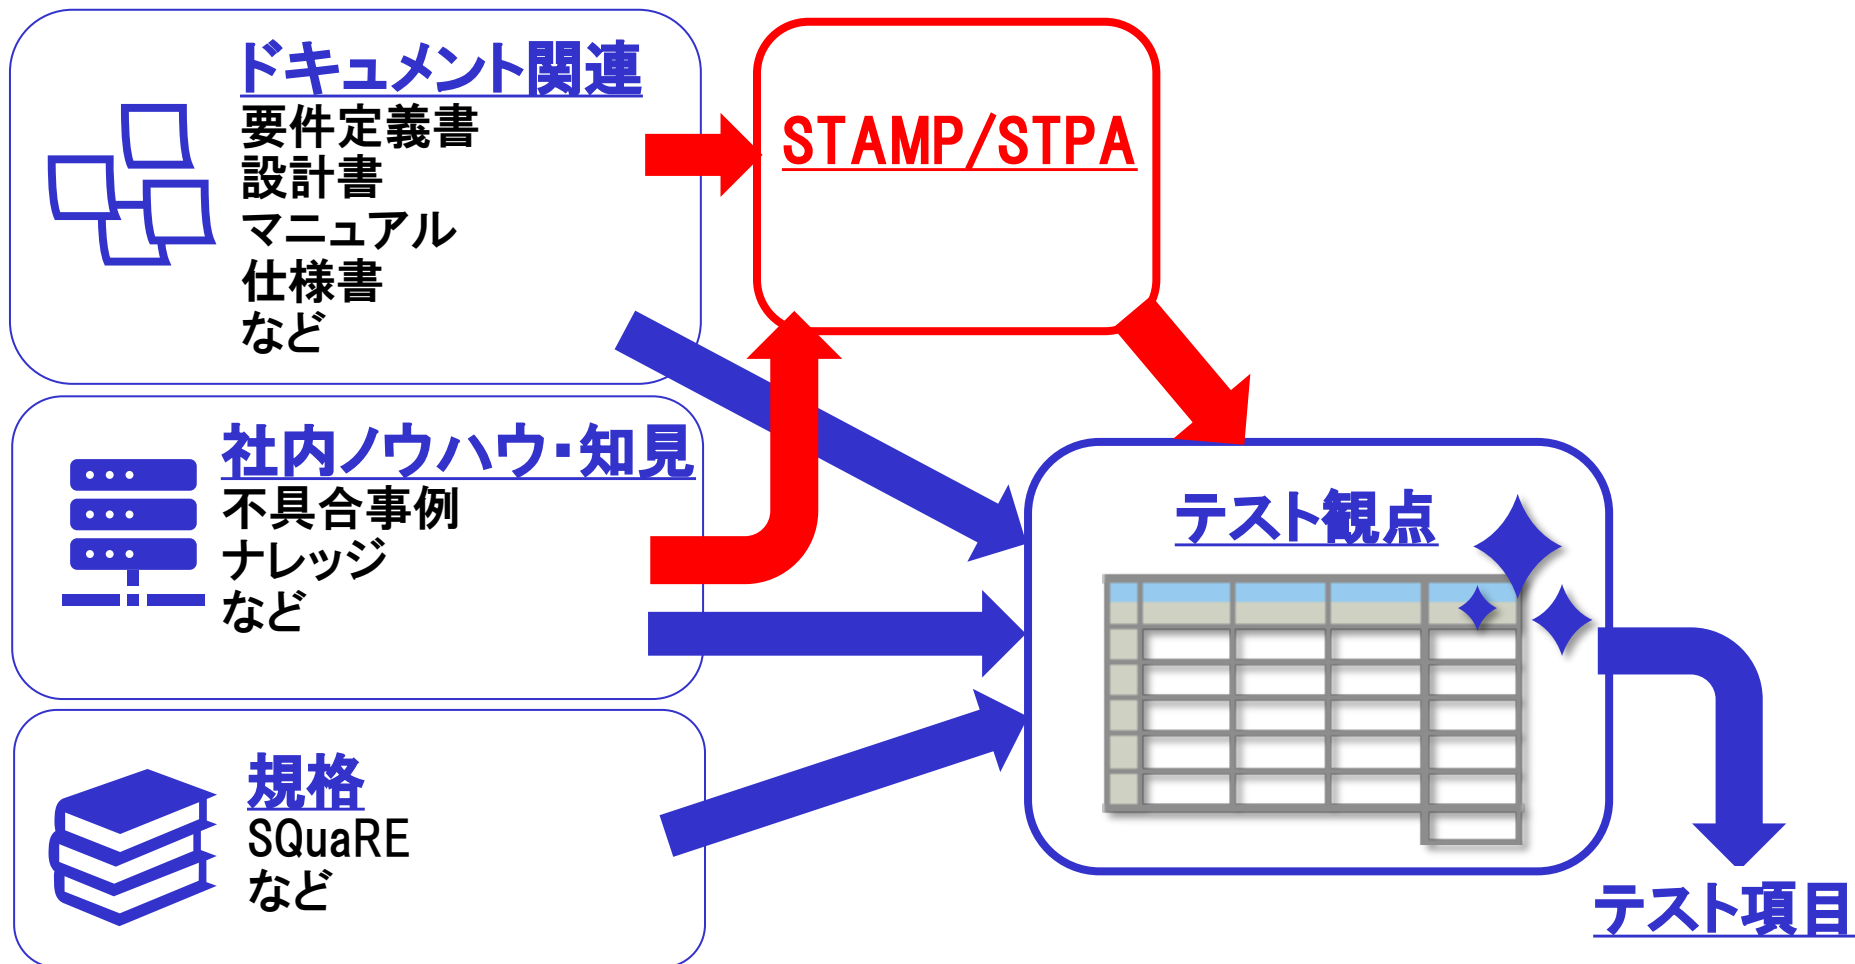 ドキュメント関連
要件定義書
設計書
マニュアル
仕様書
など
STAMP/STPA
社内ノウハウ・知見
不具合事例
ナレッジ
など
規格
SQuaRE
など
テスト観点
テスト項目